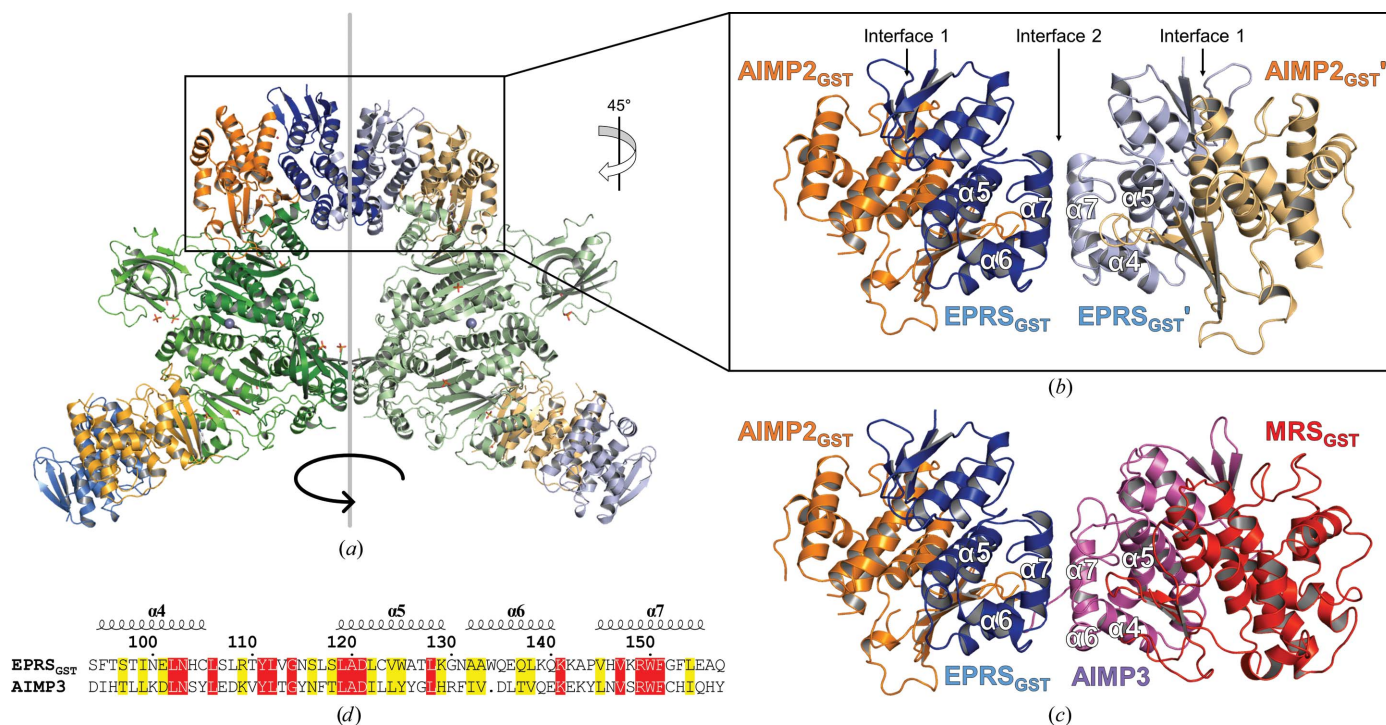 45°
(a)
Interface 1 Interface 2 Interface 1
AIMP2GST AIMP2GST'
α5 α7 α7 α5
α6 α4
EPRSGST EPRSGST'
(b)
AIMP2GST MRSGST
α5 α7 α7 α5
α6 α6 α4
EPRSGST AIMP3
(c)
α4 α5 α6 α7
100 110 120 130 140 150
EPRSGST SFTSTINELNHCLSLRTYLVGNSLSLADLCVWATLKGNAAWQEQLKQKKAPVHVKRWFGFLEAQ
AIMP3 DIHTLLKDLNSYLEDKVYLTGYNFTLADILLYYGLHRFIV.DLTVQEKEKYLNVSRWFCHIQHY
(d)